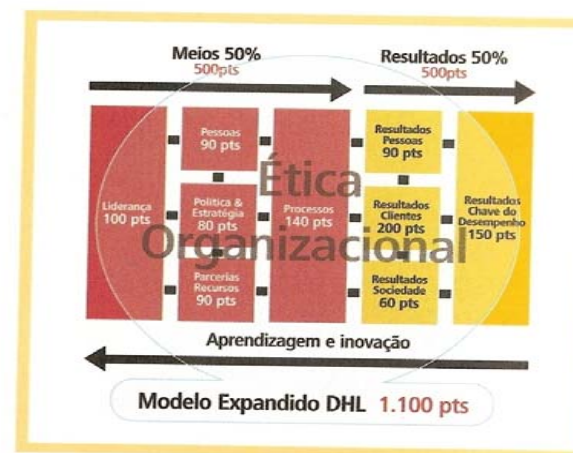 Meios 50%
500pts
Resultados 50%
500pts
Liderança
100 pts
Pessoas
90 pts
Política &
Estratégia
80 pts
Parcerias
Recursos
90 pts
Processos
140 pts
Resultados
Pessoas
90 pts
Resultados
Clientes
200 pts
Resultados
Sociedade
60 pts
Resultados
Chave do
Desempenho
150 pts
Ética
Organizacional
Aprendizagem e inovação
Modelo Expandido DHL 1.100 pts